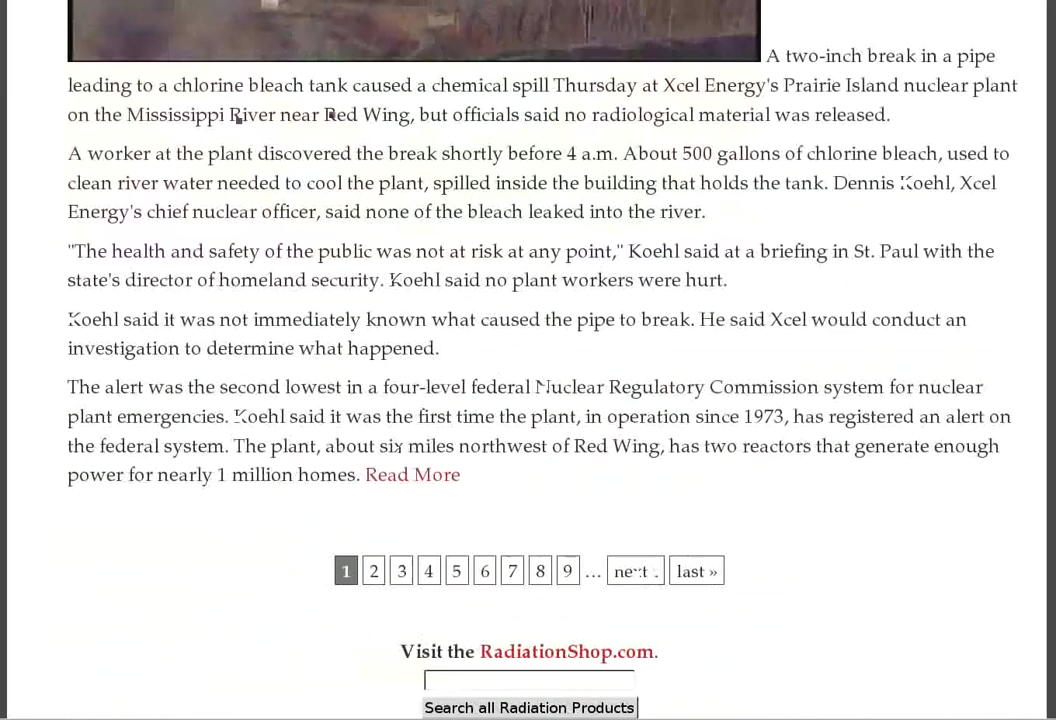 A two-inch break in a pipe
leading to a chlorine bleach tank caused a chemical spill Thursday at Xcel Energy's Prairie Island nuclear plant
on the Mississippi River near Red Wing, but officials said no radiological material was released.
A worker at the plant discovered the break shortly before 4 a.m. About 500 gallons of chlorine bleach, used to
clean river water needed to cool the plant, spilled inside the building that holds the tank. Dennis Koehl, Xcel
Energy's chief nuclear officer, said none of the bleach leaked into the river.
"The health and safety of the public was not at risk at any point," Koehl said at a briefing in St. Paul with the
state's director of homeland security. Koehl said no plant workers were hurt.
Koehl said it was not immediately known what caused the pipe to break. He said Xcel would conduct an
investigation to determine what happened.
The alert was the second lowest in a four-level federal Nuclear Regulatory Commission system for nuclear
plant emergencies. Koehl said it was the first time the plant, in operation since 1973, has registered an alert on
the federal system. The plant, about six miles northwest of Red Wing, has two reactors that generate enough
power for nearly 1 million homes. Read More
1 2 3 4 5 6 7 8 9 … next › last »
Visit the RadiationShop.com.
Search all Radiation Products